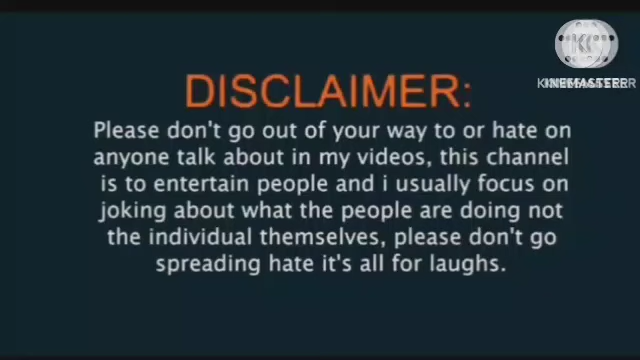 KINEMASTER
DISCLAIMER:
Please don't go out of your way to or hate on
anyone talk about in my videos, this channel
is to entertain people and i usually focus on
joking about what the people are doing not
the individual themselves, please don't go
spreading hate it's all for laughs.